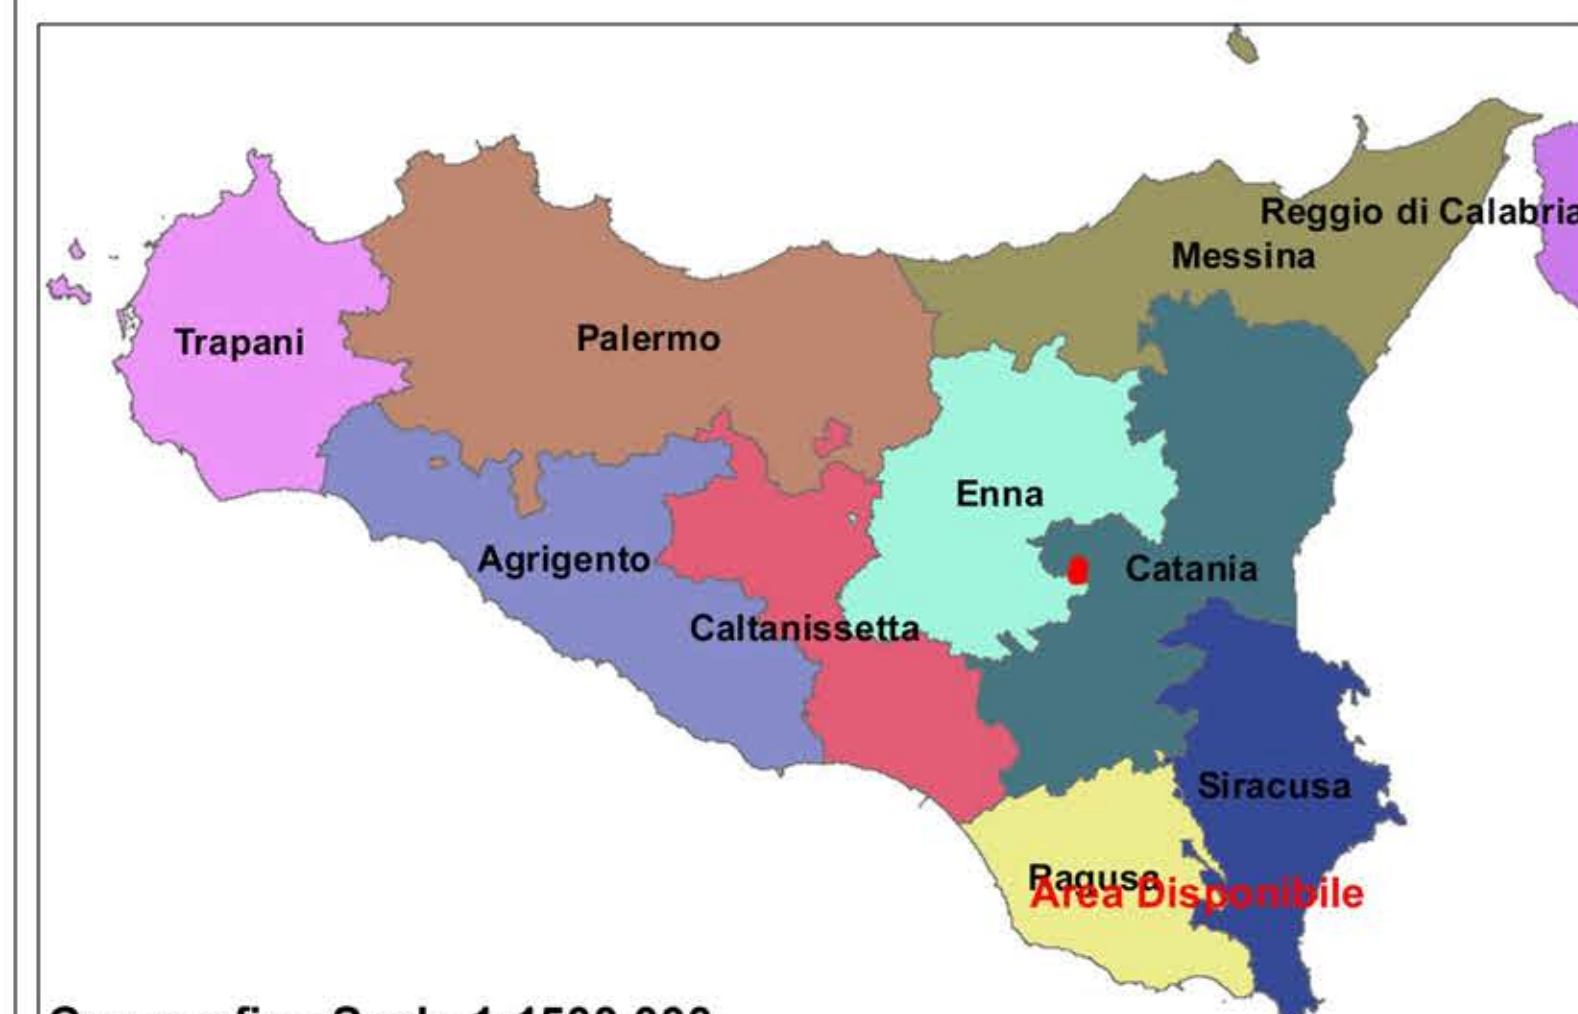 Reggio di Calabria
Messina
Trapani
Palermo
Enna
Agrigento
Catania
Caltanissetta
Siracusa
Ragusa
Area Disponibile